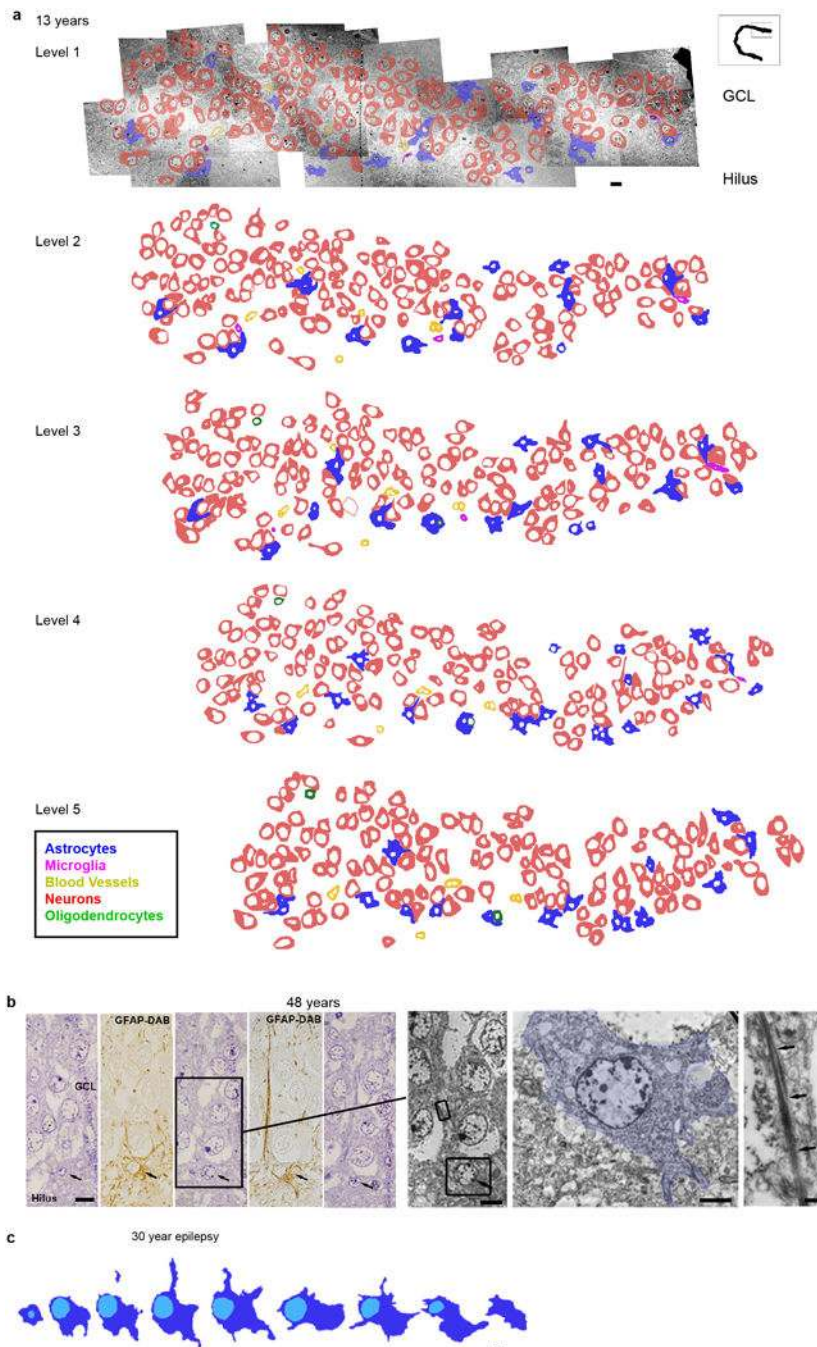 a
13 years
Level 1
GCL
Hilus
Level 2
Level 3
Level 4
Level 5
Astrocytes
Microglia
Blood Vessels
Neurons
Oligodendrocytes
b
48 years
GFAP-DAB
GFAP-DAB
GCL
Hilus
c
30 year epilepsy